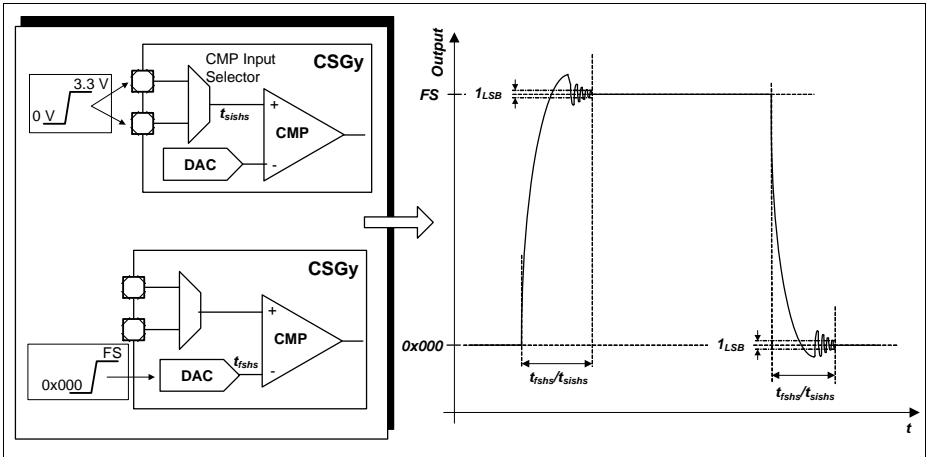 CMP Input
Selector
CSGy
3.3 V
0 V
t_sishs
+
CMP
DAC
-
CSGy
+
CMP
FS
0x000
DAC
t_fshs
-
Output
FS
1_LSB
0x000
1_LSB
t_fshs/t_sishs
t_fshs/t_sishs
t